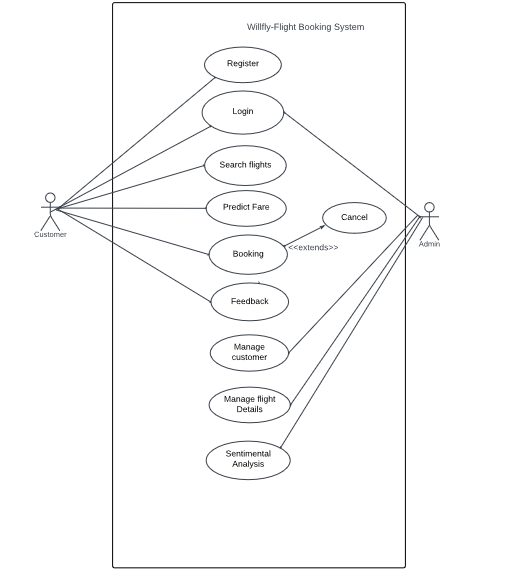 Willfly-Flight Booking System
Register
Login
Search flights
Predict Fare
Cancel
Customer
Admin
Booking
<<extends>>
Feedback
Manage
customer
Manage flight
Details
Sentimental
Analysis